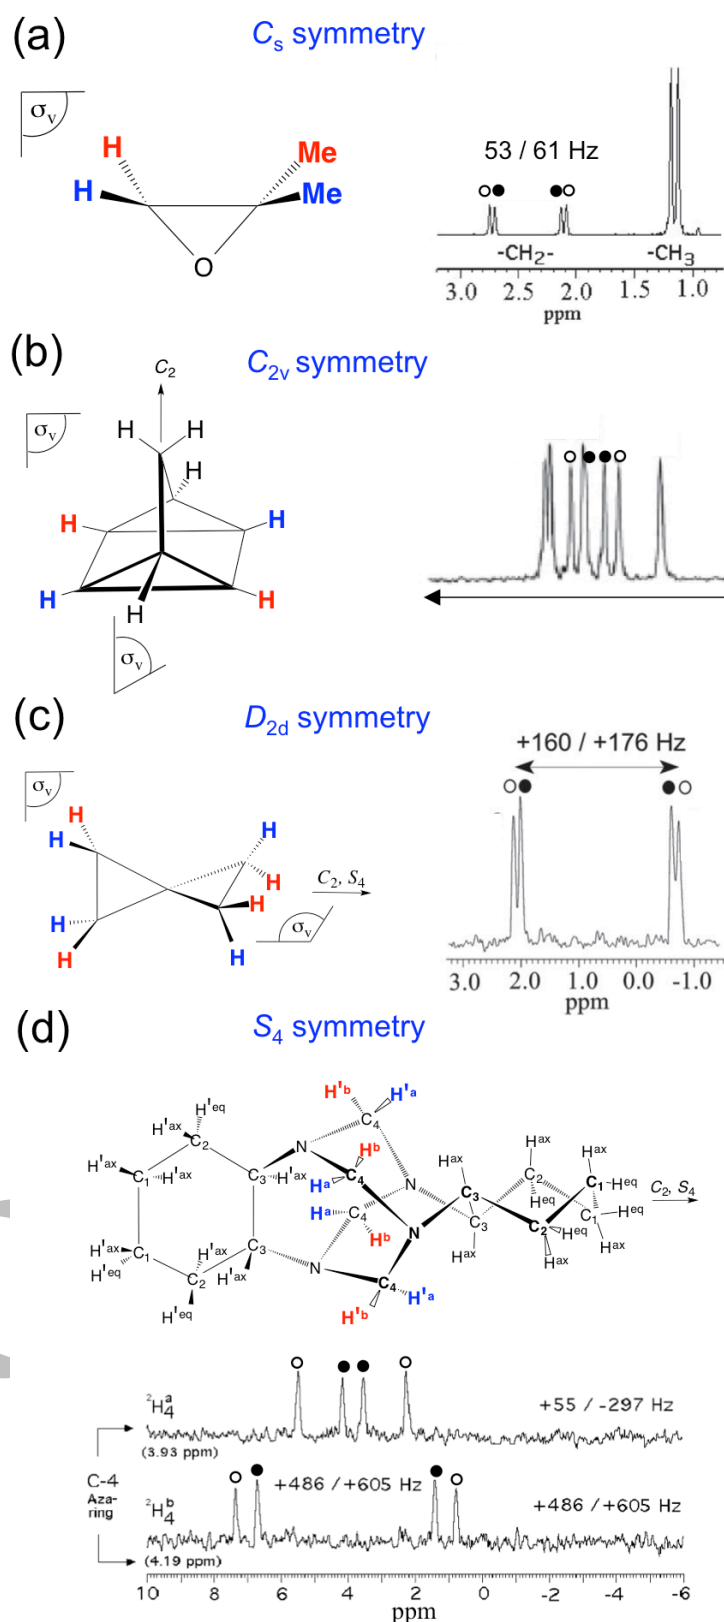 (a)
Cs symmetry
σv
H
Me
H
Me
O
53 / 61 Hz
-CH2-
-CH3
3.0 2.5 2.0 1.5 1.0
ppm
(b)
C2v symmetry
C2
σv
H H
H
H
H
H
H
H
σv
(c)
D2d symmetry
σv
H
H
H
H
H
H
H
H
C2, S4
σv
+160 / +176 Hz
3.0 2.0 1.0 0.0 -1.0
ppm
(d)
S4 symmetry
H'b H'a
H'eq
C4
H'ax
C2
N
Hb
H'ax
C1
H'ax
C3
H'ax
Ha
C4
N
Hax
C3
Hax
C2
Heq
Hax
C1
Heq
C2, S4
Ha
C4
Hb
N
C3
C2
Heq
C1
Heq
Hax
Hax
Hax
H'ax
C1
H'eq
H'ax
C2
C3
H'ax
N
C4
H'a
H'eq
H'b
2H4a
+55 / -297 Hz
(3.93 ppm)
C-4
Aza-
ring
+486 / +605 Hz
2H4b
+486 / +605 Hz
(4.19 ppm)
10 8 6 4 2 0 -2 -4 -6
ppm